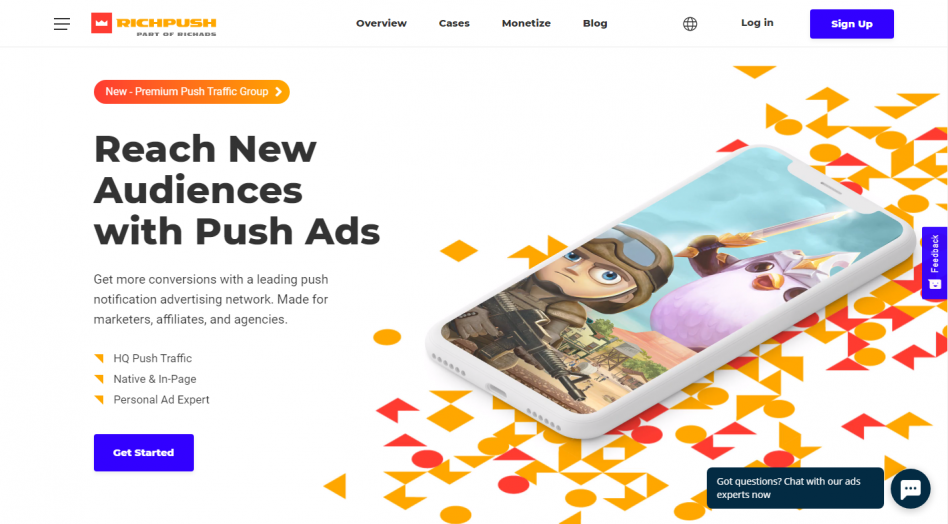 RICHPUSH
PART OF RICHADS
Overview
Cases
Monetize
Blog
Log in
Sign Up
New - Premium Push Traffic Group
Reach New
Audiences
with Push Ads
Get more conversions with a leading push
notification advertising network. Made for
marketers, affiliates, and agencies.
HQ Push Traffic
Native & In-Page
Personal Ad Expert
Get Started
Feedback
Got questions? Chat with our ads
experts now